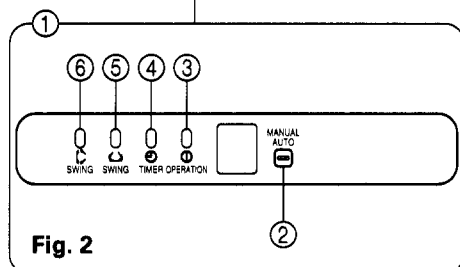 ①
⑥ ⑤ ④ ③
MANUAL
AUTO
SWING SWING TIMER OPERATION
②
Fig. 2